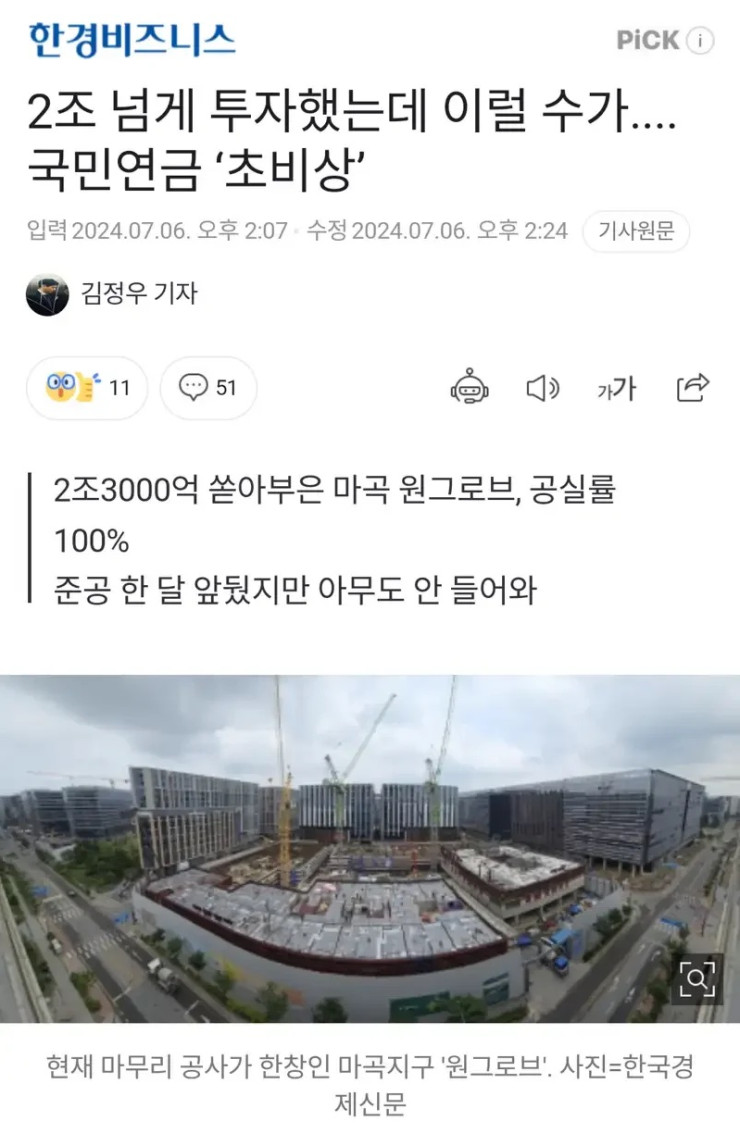 한경비즈니스
PiCK
2조 넘게 투자했는데 이럴 수가....
국민연금 ‘초비상’
입력 2024.07.06. 오후 2:07 · 수정 2024.07.06. 오후 2:24
기사원문
김정우 기자
11
51
가가
2조3000억 쏟아부은 마곡 원그로브, 공실률
100%
준공 한 달 앞뒀지만 아무도 안 들어와
현재 마무리 공사가 한창인 마곡지구 '원그로브'. 사진=한국경
제신문